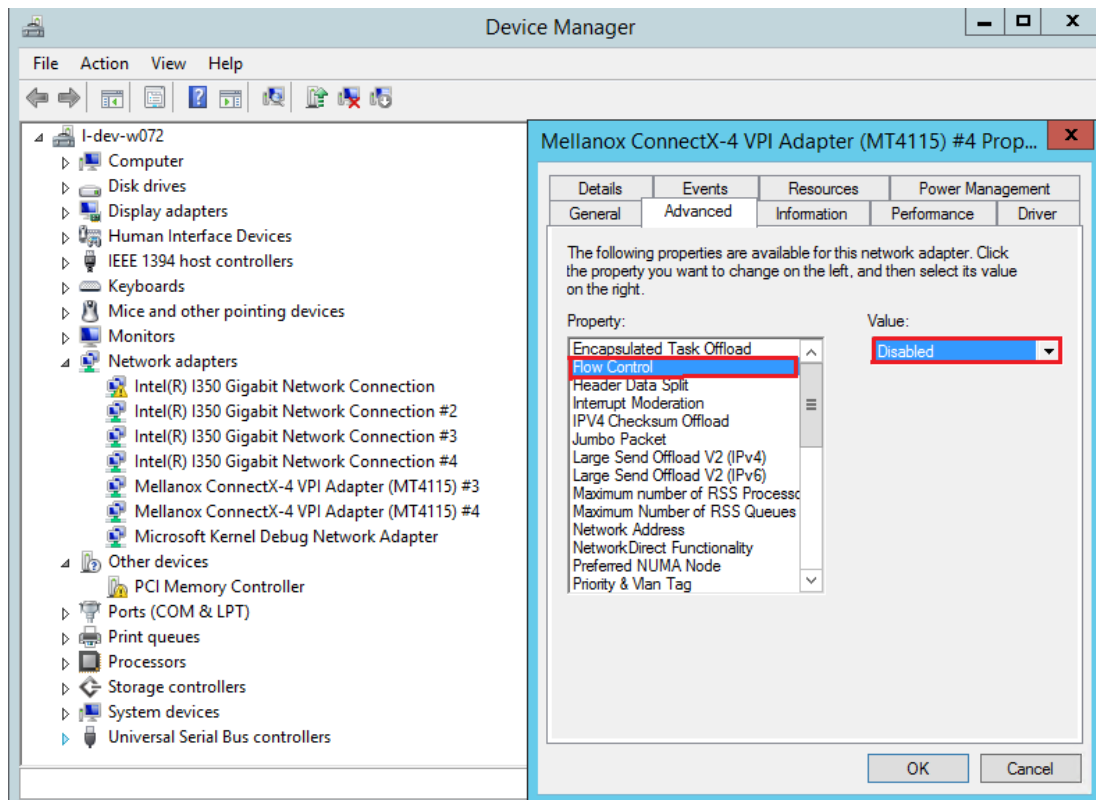 Device Manager
x
File Action View Help
?
l-dev-w072
Computer
Disk drives
Display adapters
Human Interface Devices
IEEE 1394 host controllers
Keyboards
Mice and other pointing devices
Monitors
Network adapters
Intel(R) I350 Gigabit Network Connection
Intel(R) I350 Gigabit Network Connection #2
Intel(R) I350 Gigabit Network Connection #3
Intel(R) I350 Gigabit Network Connection #4
Mellanox ConnectX-4 VPI Adapter (MT4115) #3
Mellanox ConnectX-4 VPI Adapter (MT4115) #4
Microsoft Kernel Debug Network Adapter
Other devices
PCI Memory Controller
Ports (COM & LPT)
Print queues
Processors
Storage controllers
System devices
Universal Serial Bus controllers
Mellanox ConnectX-4 VPI Adapter (MT4115) #4 Prop...
x
Details Events Resources Power Management
General Advanced Information Performance Driver
The following properties are available for this network adapter. Click
the property you want to change on the left, and then select its value
on the right.
Property:
Value:
Encapsulated Task Offload
Flow Control
Header Data Split
Interrupt Moderation
IPV4 Checksum Offload
Jumbo Packet
Large Send Offload V2 (IPv4)
Large Send Offload V2 (IPv6)
Maximum number of RSS Processo
Maximum Number of RSS Queues
Network Address
NetworkDirect Functionality
Preferred NUMA Node
Priority & Vlan Tag
Disabled
OK Cancel